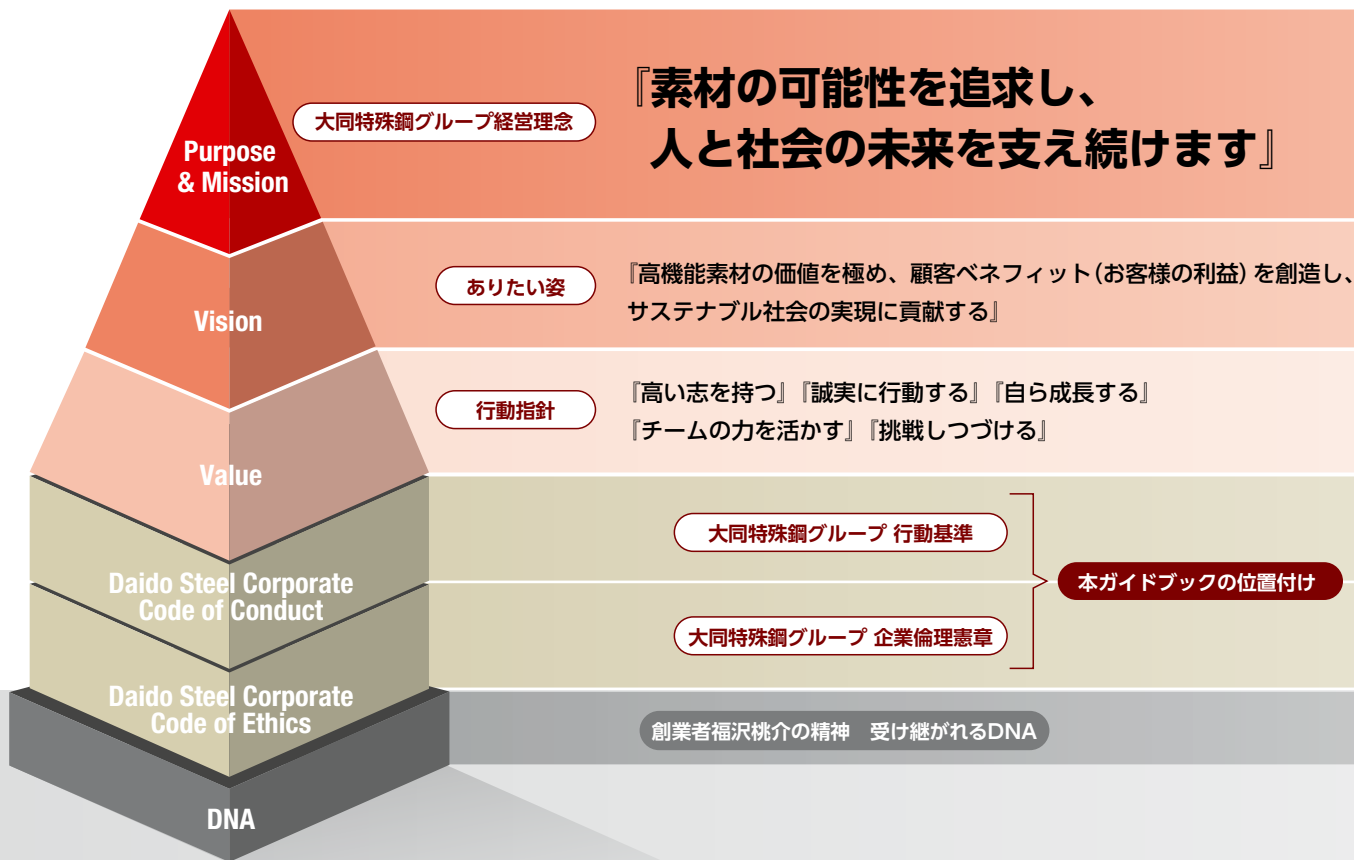 Purpose
& Mission
大同特殊鋼グループ経営理念
『素材の可能性を追求し、
人と社会の未来を支え続けます』
Vision
ありたい姿
『高機能素材の価値を極め、顧客ベネフィット(お客様の利益)を創造し、
サステナブル社会の実現に貢献する』
Value
行動指針
『高い志を持つ』『誠実に行動する』『自ら成長する』
『チームの力を活かす』『挑戦しつづける』
Daido Steel Corporate
Code of Conduct
大同特殊鋼グループ 行動基準
本ガイドブックの位置付け
Daido Steel Corporate
Code of Ethics
大同特殊鋼グループ 企業倫理憲章
DNA
創業者福沢桃介の精神　受け継がれるDNA